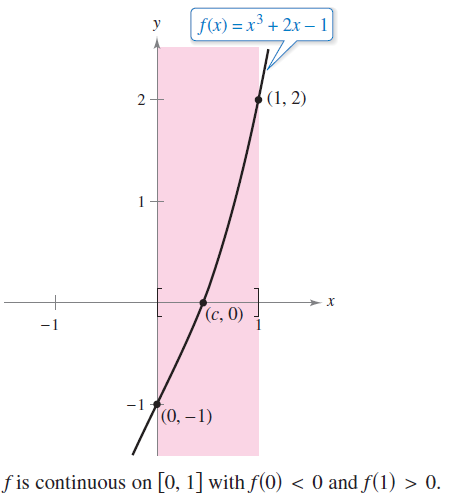 y
f(x) = x³ + 2x − 1
2
(1, 2)
1
x
(c, 0)
−1
1
−1
(0, −1)
f is continuous on [0, 1] with f(0) < 0 and f(1) > 0.